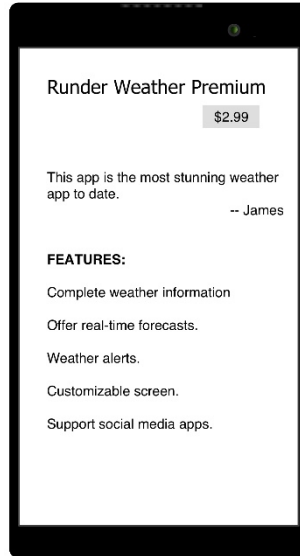 Runder Weather Premium
$2.99
This app is the most stunning weather
app to date.
-- James
FEATURES:
Complete weather information
Offer real-time forecasts.
Weather alerts.
Customizable screen.
Support social media apps.